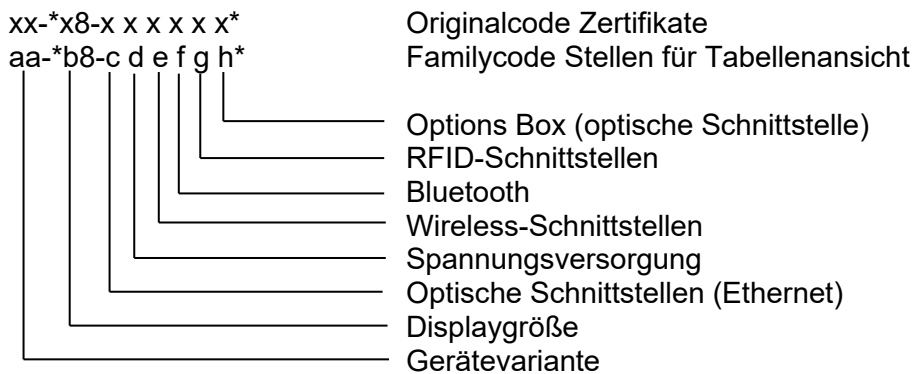 xx-*x8-x x x x x x* Originalcode Zertifikate
aa-*b8-c d e f g h* Familycode Stellen für Tabellenansicht
Options Box (optische Schnittstelle)
RFID-Schnittstellen
Bluetooth
Wireless-Schnittstellen
Spannungsversorgung
Optische Schnittstellen (Ethernet)
Displaygröße
Gerätevariante